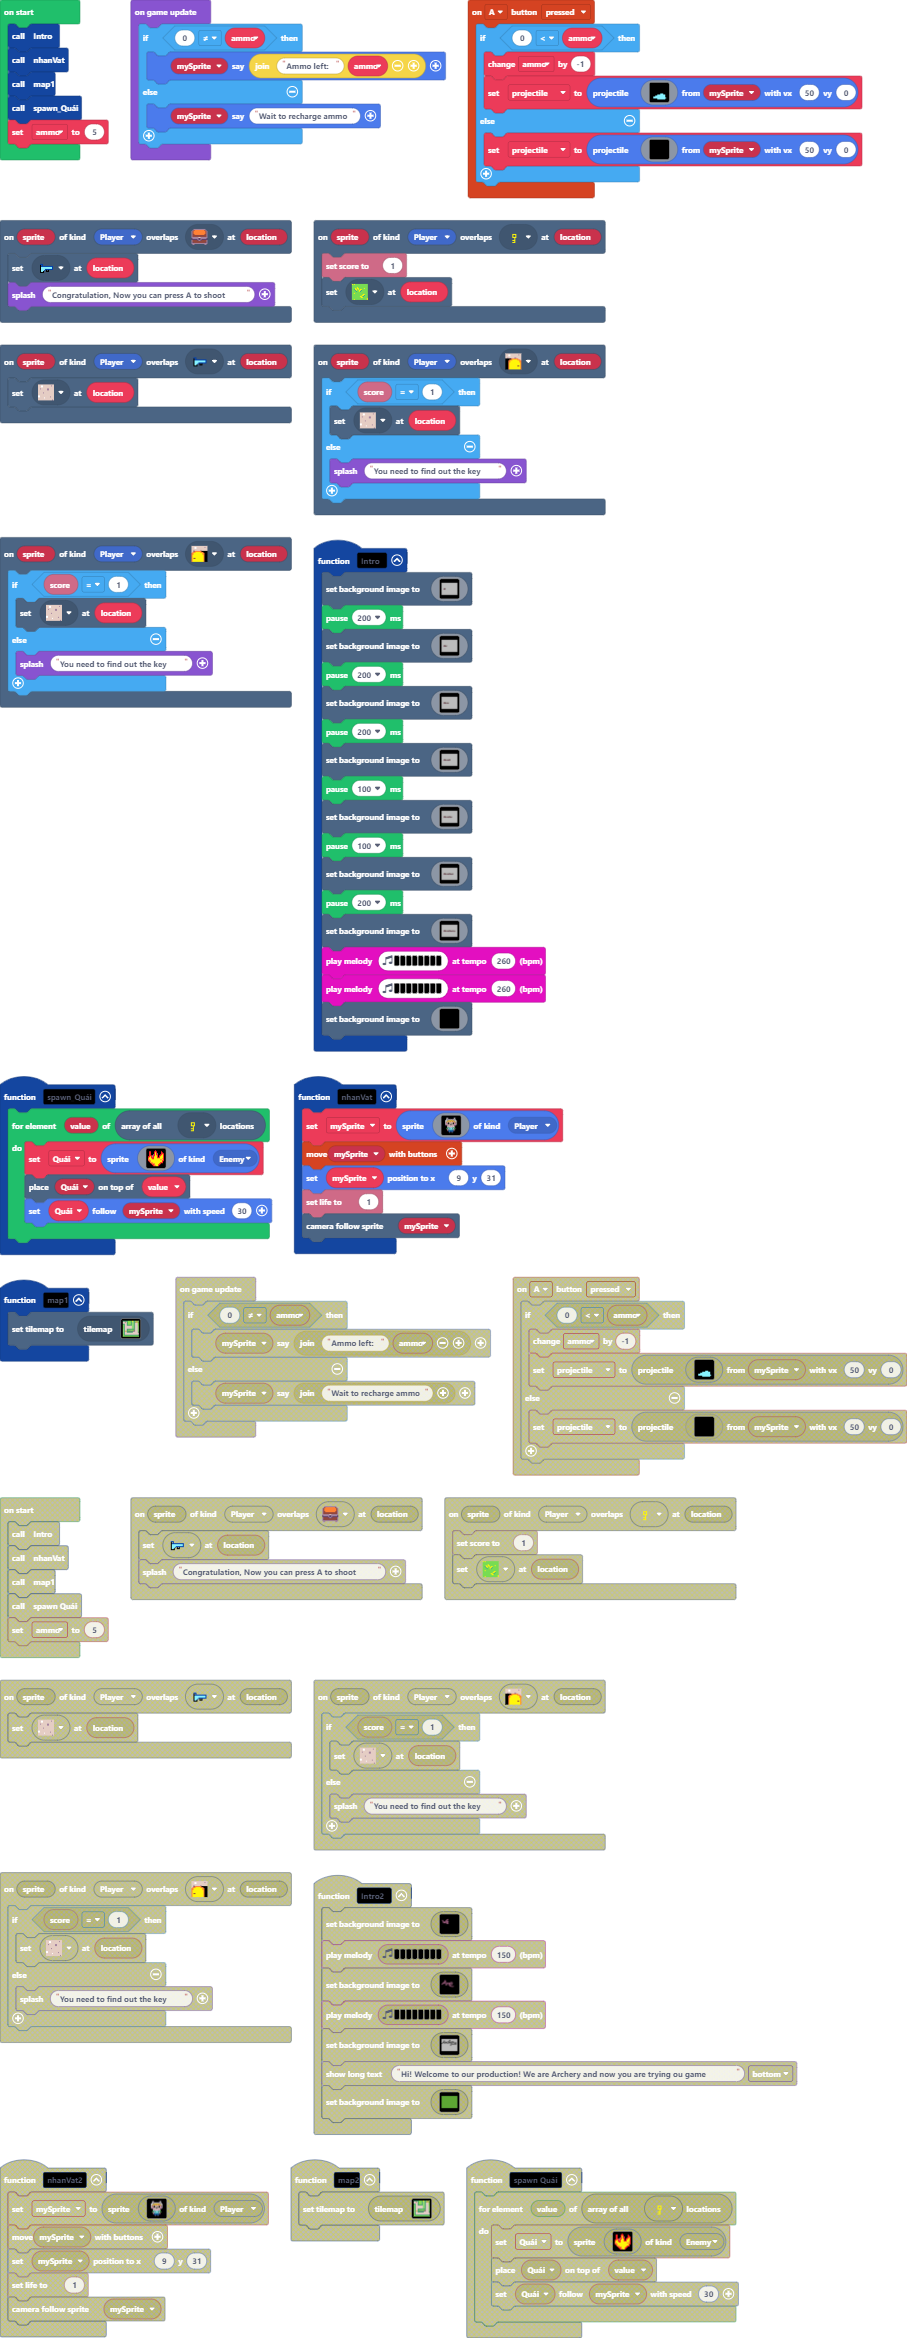 on start
call Intro
call nhanVat
call map1
call spawn_Quái
set ammo to 5
on game update
if 0 ≠ ammo then
mySprite say join "Ammo left: " ammo
else
mySprite say "Wait to recharge ammo"
on A button pressed
if 0 < ammo then
change ammo by -1
set projectile to projectile from mySprite with vx 50 vy 0
else
set projectile to projectile from mySprite with vx 50 vy 0
on sprite of kind Player overlaps at location
set at location
splash "Congratulation, Now you can press A to shoot"
on sprite of kind Player overlaps at location
set score to 1
set at location
on sprite of kind Player overlaps at location
set at location
on sprite of kind Player overlaps at location
if score = 1 then
set at location
else
splash "You need to find out the key"
on sprite of kind Player overlaps at location
if score = 1 then
set at location
else
splash "You need to find out the key"
function Intro
set background image to
pause 200 ms
set background image to
pause 200 ms
set background image to
pause 200 ms
set background image to
pause 100 ms
set background image to
pause 100 ms
set background image to
pause 200 ms
set background image to
play melody at tempo 260 (bpm)
play melody at tempo 260 (bpm)
set background image to
function spawn_Quái
for element value of array of all locations
do
set Quái to sprite of kind Enemy
place Quái on top of value
set Quái follow mySprite with speed 30
function nhanVat
set mySprite to sprite of kind Player
move mySprite with buttons
set mySprite position to x 9 y 31
set life to 1
camera follow sprite mySprite
function map1
set tilemap to tilemap
on game update
if 0 ≠ ammo then
mySprite say join "Ammo left: " ammo
else
mySprite say join "Wait to recharge ammo"
on A button pressed
if 0 < ammo then
change ammo by -1
set projectile to projectile from mySprite with vx 50 vy 0
else
set projectile to projectile from mySprite with vx 50 vy 0
on start
call Intro
call nhanVat
call map1
call spawn Quái
set ammo to 5
on sprite of kind Player overlaps at location
set at location
splash "Congratulation, Now you can press A to shoot"
on sprite of kind Player overlaps at location
set score to 1
set at location
on sprite of kind Player overlaps at location
set at location
on sprite of kind Player overlaps at location
if score = 1 then
set at location
else
splash "You need to find out the key"
on sprite of kind Player overlaps at location
if score = 1 then
set at location
else
splash "You need to find out the key"
function Intro2
set background image to
play melody at tempo 150 (bpm)
set background image to
play melody at tempo 150 (bpm)
set background image to
show long text "Hi! Welcome to our production! We are Archery and now you are trying ou game" bottom
set background image to
function nhanVat2
set mySprite to sprite of kind Player
move mySprite with buttons
set mySprite position to x 9 y 31
set life to 1
camera follow sprite mySprite
function map2
set tilemap to tilemap
function spawn Quái
for element value of array of all locations
do
set Quái to sprite of kind Enemy
place Quái on top of value
set Quái follow mySprite with speed 30